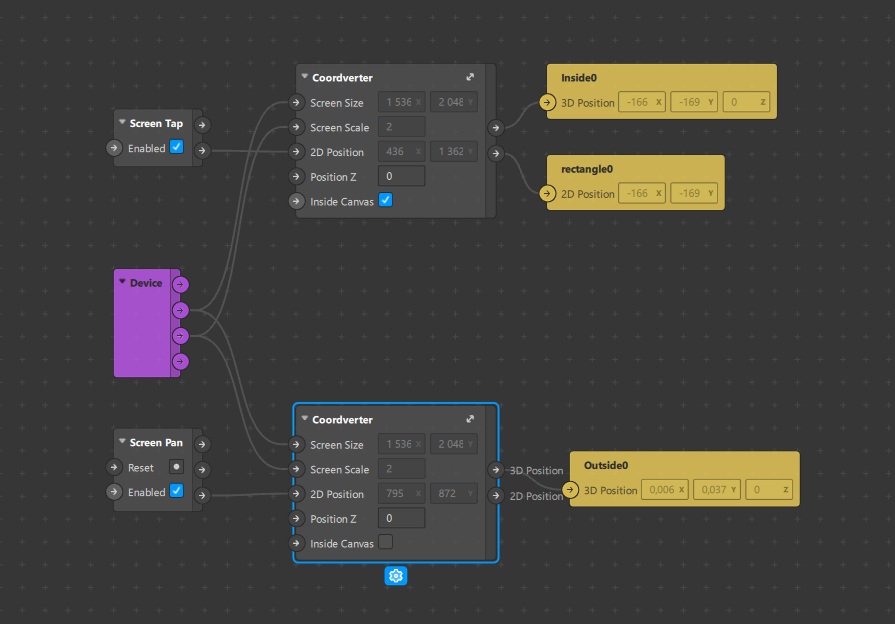 Coordverter
Screen Size 1 536 X 2 048 Y
Screen Scale 2
2D Position 436 X 1 362 Y
Position Z 0
Inside Canvas
Inside0
3D Position -166 X -169 Y 0 Z
rectangle0
2D Position -166 X -169 Y
Screen Tap
Enabled
Device
Screen Pan
Reset
Enabled
Coordverter
Screen Size 1 536 X 2 048 Y
Screen Scale 2
2D Position 795 X 872 Y
Position Z 0
Inside Canvas
3D Position
2D Position
Outside0
3D Position 0,006 X 0,037 Y 0 Z